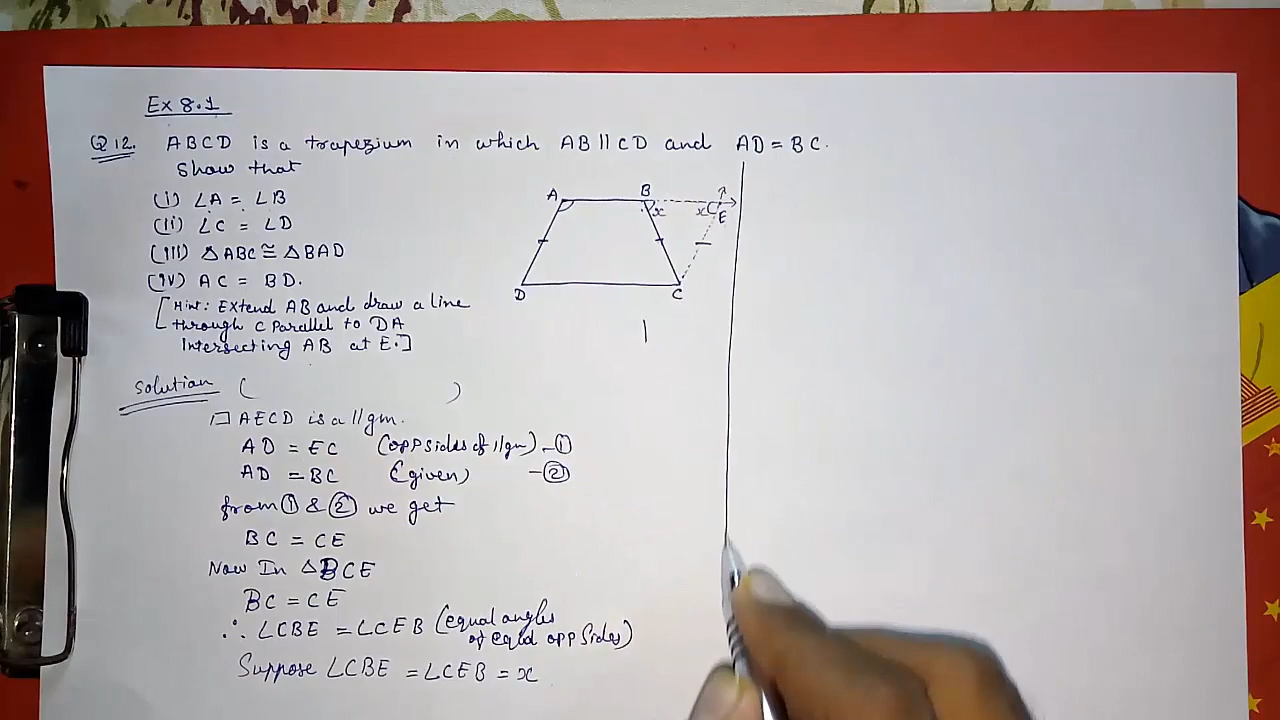 Ex 8.1
Q12. ABCD is a trapezium in which AB || CD and AD = BC.
Show that
(i) ∠A = ∠B
(ii) ∠C = ∠D
(iii) △ABC ≅ △BAD
(iv) AC = BD.
[Hint: Extend AB and draw a line
through C parallel to DA
Intersecting AB at E.]
A B
x x E
D C
Solution ( )
□ AECD is a ||gm.
AD = EC (opp sides of ||gm) -①
AD = BC (given) -②
from ① & ② we get
BC = CE
Now In △BCE
BC = CE
∴ ∠CBE = ∠CEB (equal angles
of equal opp sides)
Suppose ∠CBE = ∠CEB = x